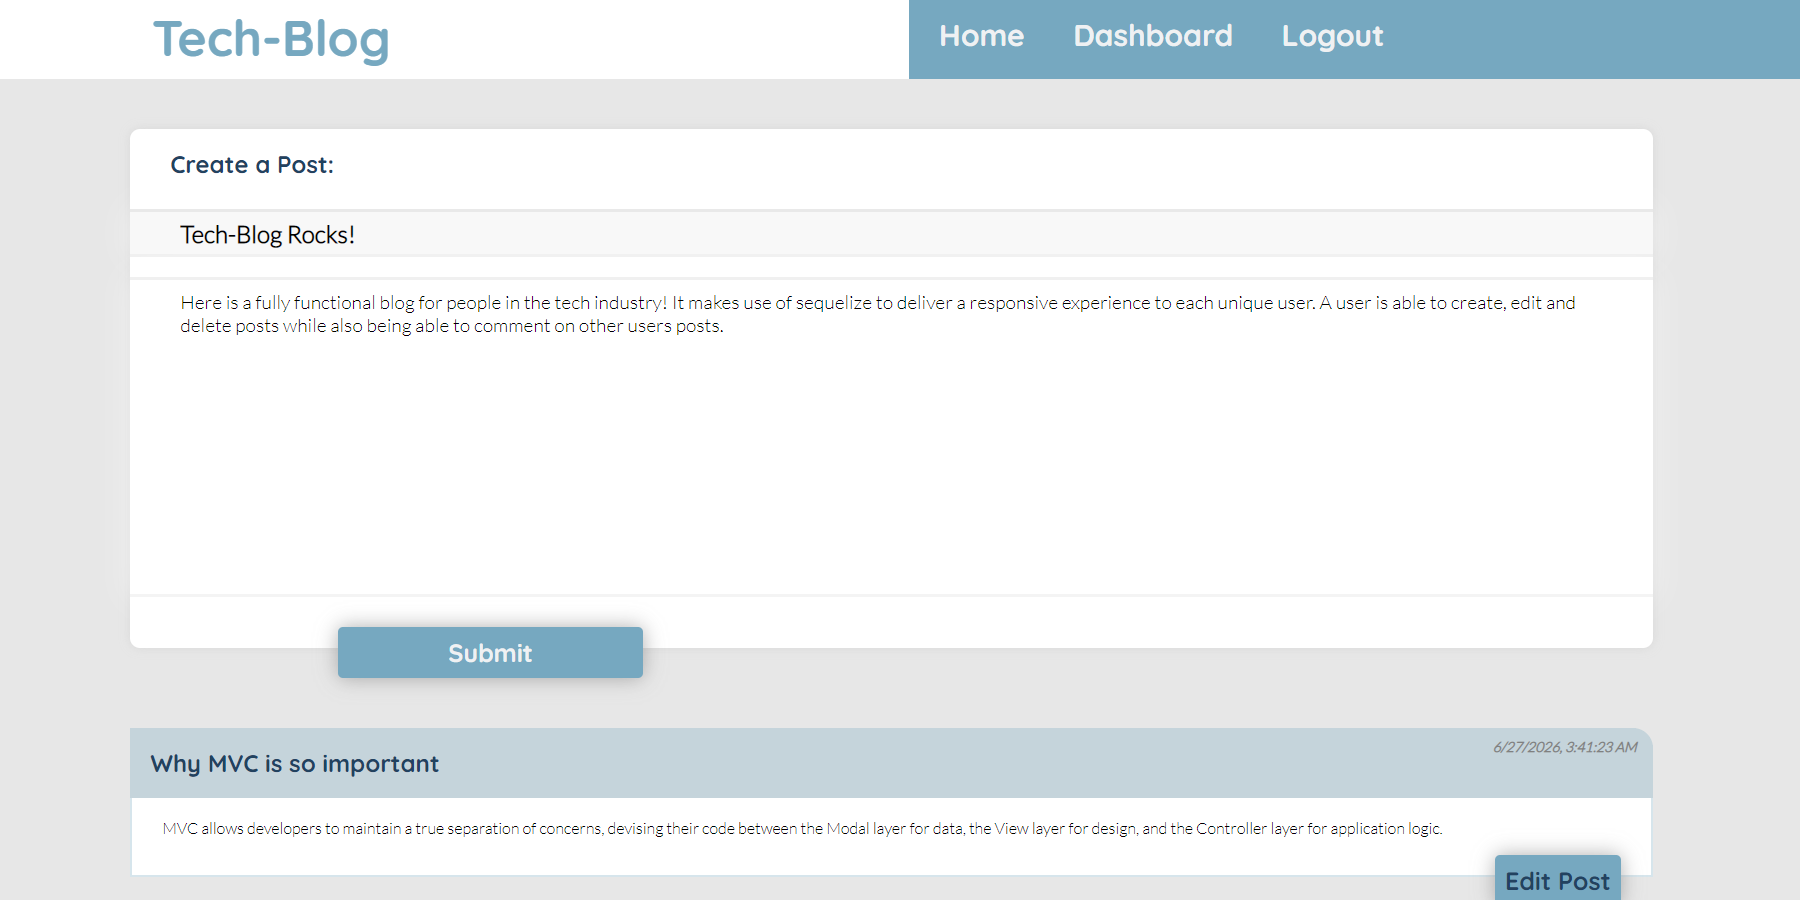 Tech-Blog
Home Dashboard Logout
Create a Post:
Tech-Blog Rocks!
Here is a fully functional blog for people in the tech industry! It makes use of sequelize to deliver a responsive experience to each unique user. A user is able to create, edit and
delete posts while also being able to comment on other users posts.
Submit
Why MVC is so important
6/27/2026, 3:41:23 AM
MVC allows developers to maintain a true separation of concerns, devising their code between the Modal layer for data, the View layer for design, and the Controller layer for application logic.
Edit Post